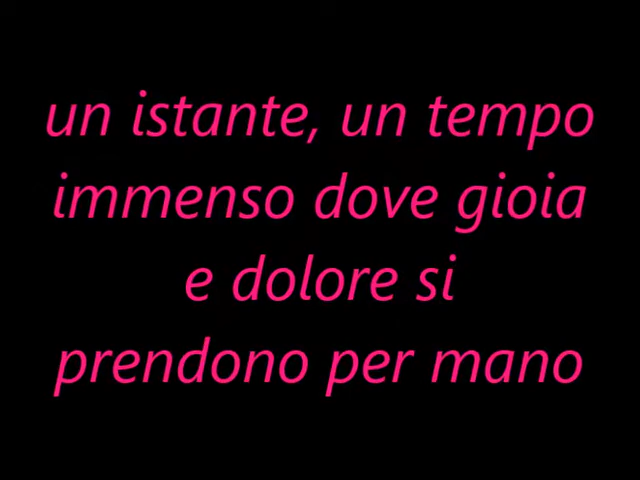 un istante, un tempo
immenso dove gioia
e dolore si
prendono per mano